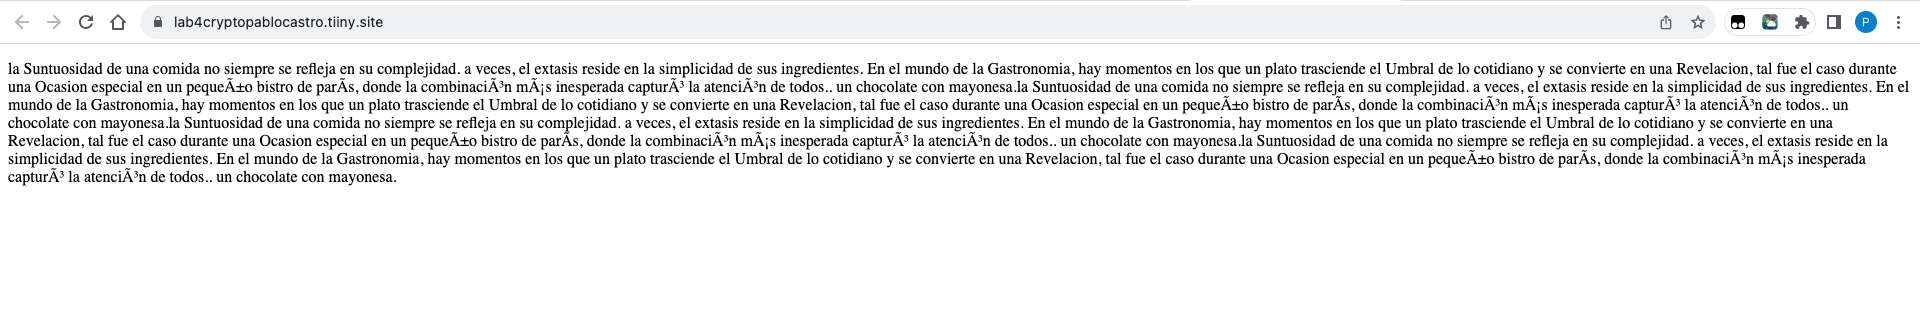 lab4cryptopablocastro.tiiny.site
P
la Suntuosidad de una comida no siempre se refleja en su complejidad. a veces, el extasis reside en la simplicidad de sus ingredientes. En el mundo de la Gastronomia, hay momentos en los que un plato trasciende el Umbral de lo cotidiano y se convierte en una Revelacion, tal fue el caso durante
una Ocasion especial en un pequeÃ±o bistro de parÃs, donde la combinaciÃ³n mÃ¡s inesperada capturÃ³ la atenciÃ³n de todos.. un chocolate con mayonesa.la Suntuosidad de una comida no siempre se refleja en su complejidad. a veces, el extasis reside en la simplicidad de sus ingredientes. En el
mundo de la Gastronomia, hay momentos en los que un plato trasciende el Umbral de lo cotidiano y se convierte en una Revelacion, tal fue el caso durante una Ocasion especial en un pequeÃ±o bistro de parÃs, donde la combinaciÃ³n mÃ¡s inesperada capturÃ³ la atenciÃ³n de todos.. un
chocolate con mayonesa.la Suntuosidad de una comida no siempre se refleja en su complejidad. a veces, el extasis reside en la simplicidad de sus ingredientes. En el mundo de la Gastronomia, hay momentos en los que un plato trasciende el Umbral de lo cotidiano y se convierte en una
Revelacion, tal fue el caso durante una Ocasion especial en un pequeÃ±o bistro de parÃs, donde la combinaciÃ³n mÃ¡s inesperada capturÃ³ la atenciÃ³n de todos.. un chocolate con mayonesa.la Suntuosidad de una comida no siempre se refleja en su complejidad. a veces, el extasis reside en la
simplicidad de sus ingredientes. En el mundo de la Gastronomia, hay momentos en los que un plato trasciende el Umbral de lo cotidiano y se convierte en una Revelacion, tal fue el caso durante una Ocasion especial en un pequeÃ±o bistro de parÃs, donde la combinaciÃ³n mÃ¡s inesperada
capturÃ³ la atenciÃ³n de todos.. un chocolate con mayonesa.